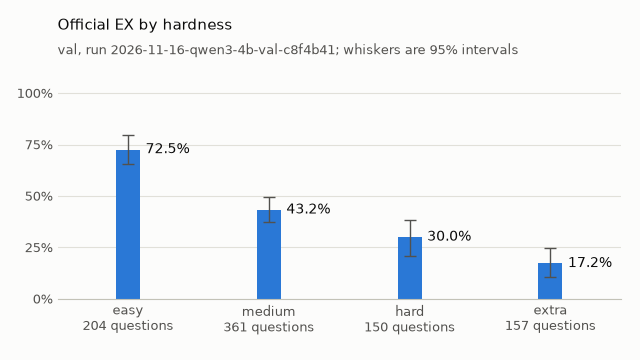 Official EX by hardness
val, run 2026-11-16-qwen3-4b-val-c8f4b41; whiskers are 95% intervals
100%
75%
50%
25%
0%
72.5%
43.2%
30.0%
17.2%
easy
204 questions
medium
361 questions
hard
150 questions
extra
157 questions